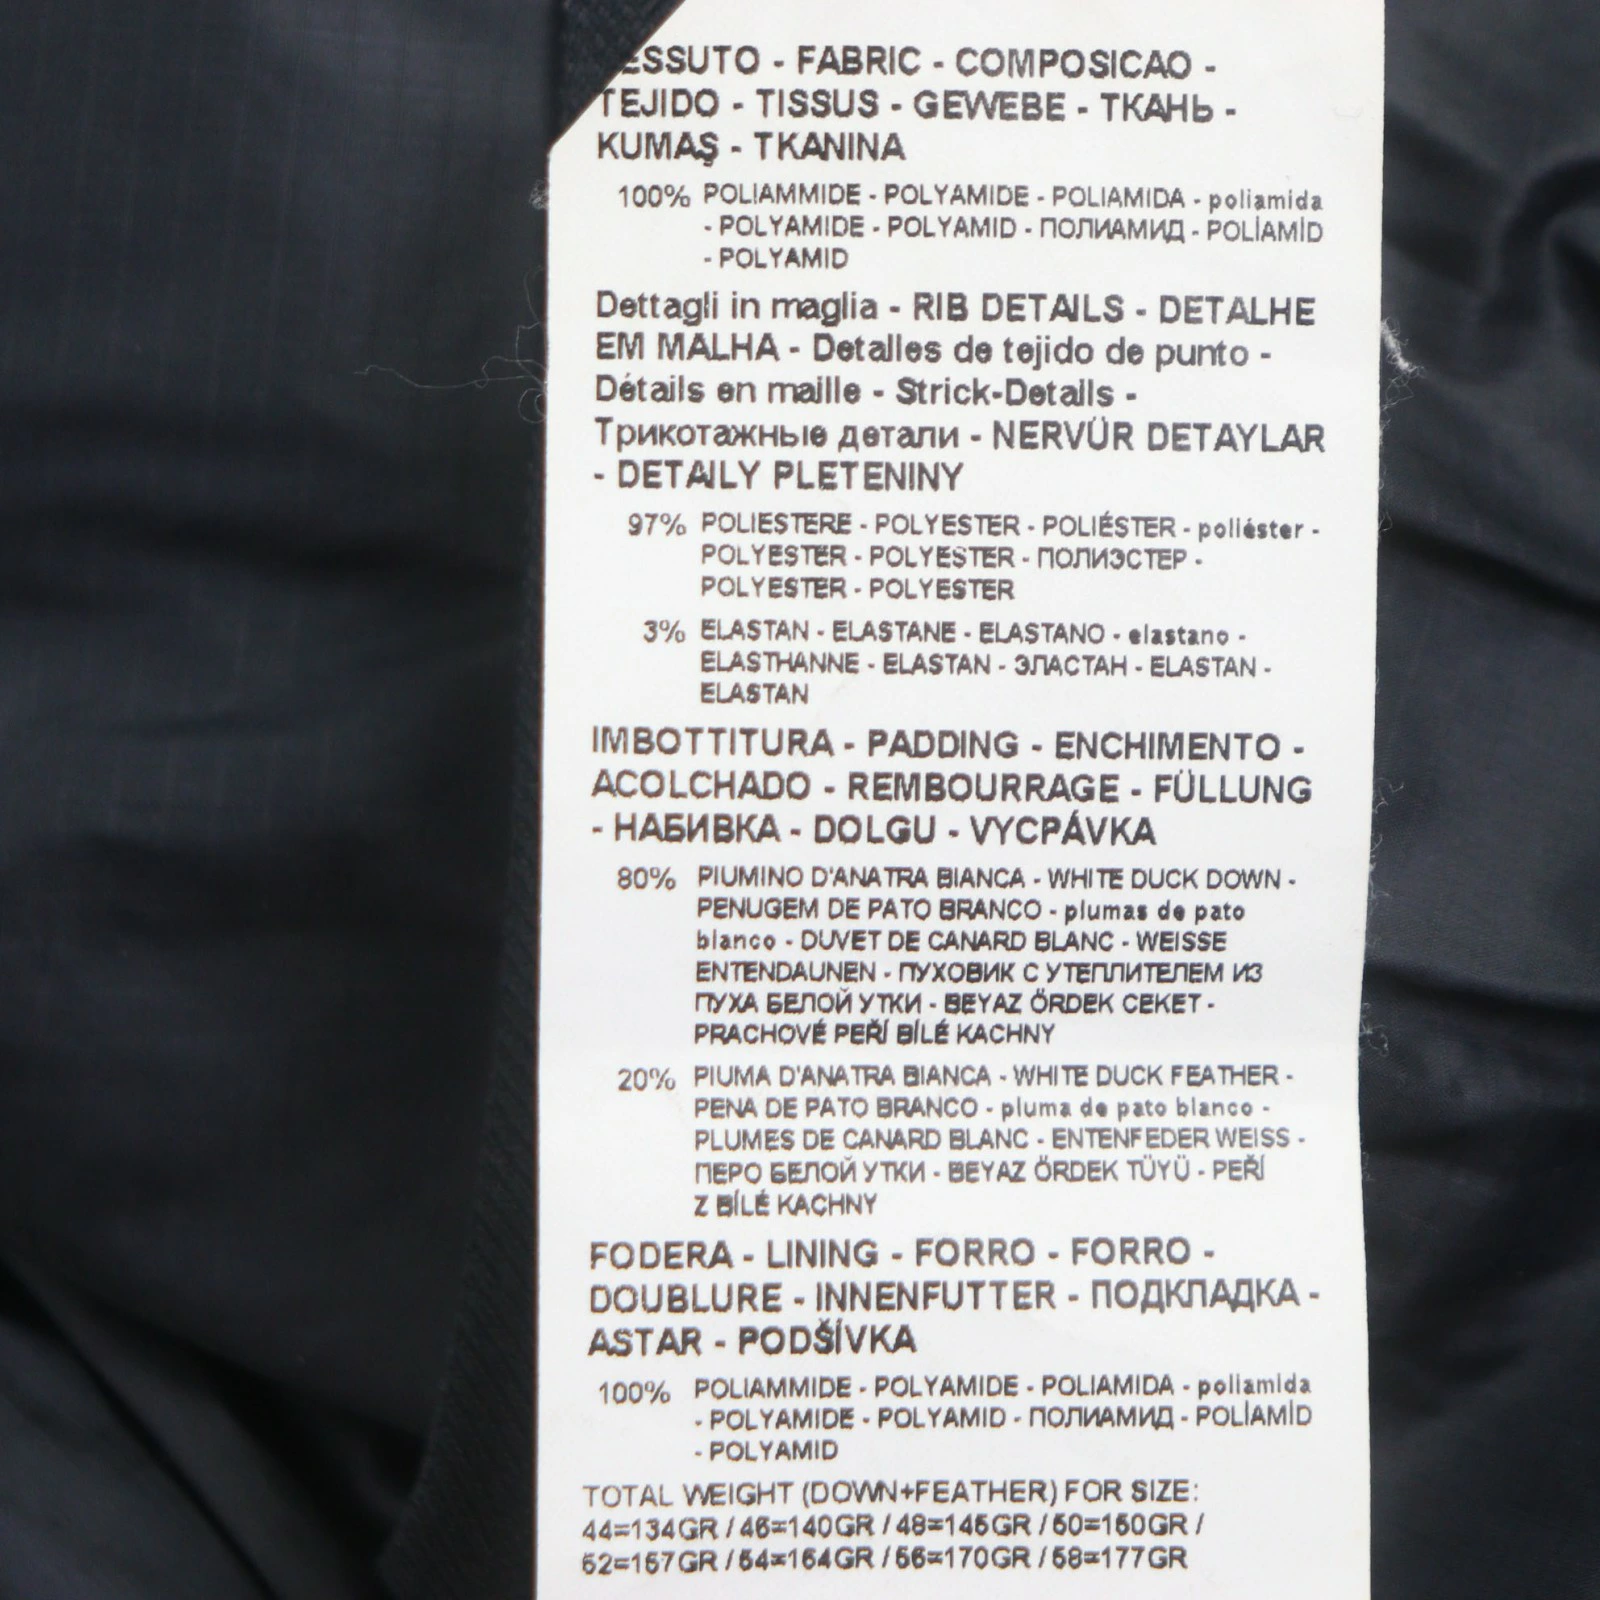 ESSUTO - FABRIC - COMPOSICAO -
TEJIDO - TISSUS - GEWEBE - ТКАНЬ -
KUMAŞ - TKANINA
100% POLIAMMIDE - POLYAMIDE - POLIAMIDA - poliamida
- POLYAMIDE - POLYAMID - ПОЛИАМИД - POLİAMİD
- POLYAMID
Dettagli in maglia - RIB DETAILS - DETALHE
EM MALHA - Detalles de tejido de punto -
Détails en maille - Strick-Details -
Трикотажные детали - NERVÜR DETAYLAR
- DETAILY PLETENINY
97% POLIESTERE - POLYESTER - POLIÉSTER - poliéster -
POLYESTER - POLYESTER - ПОЛИЭСТЕР -
POLYESTER - POLYESTER
3% ELASTAN - ELASTANE - ELASTANO - elastano -
ELASTHANNE - ELASTAN - ЭЛАСТАН - ELASTAN -
ELASTAN
IMBOTTITURA - PADDING - ENCHIMENTO -
ACOLCHADO - REMBOURRAGE - FÜLLUNG
- НАБИВКА - DOLGU - VYCPÁVKA
80% PIUMINO D'ANATRA BIANCA - WHITE DUCK DOWN -
PENUGEM DE PATO BRANCO - plumas de pato
blanco - DUVET DE CANARD BLANC - WEISSE
ENTENDAUNEN - ПУХОВИК С УТЕПЛИТЕЛЕМ ИЗ
ПУХА БЕЛОЙ УТКИ - BEYAZ ÖRDEK CEKET -
PRACHOVÉ PEŘÍ BÍLÉ KACHNY
20% PIUMA D'ANATRA BIANCA - WHITE DUCK FEATHER -
PENA DE PATO BRANCO - pluma de pato blanco -
PLUMES DE CANARD BLANC - ENTENFEDER WEISS -
ПЕРО БЕЛОЙ УТКИ - BEYAZ ÖRDEK TÜYÜ - PEŘÍ
Z BÍLÉ KACHNY
FODERA - LINING - FORRO - FORRO -
DOUBLURE - INNENFUTTER - ПОДКЛАДКА -
ASTAR - PODŠÍVKA
100% POLIAMMIDE - POLYAMIDE - POLIAMIDA - poliamida
- POLYAMIDE - POLYAMID - ПОЛИАМИД - POLİAMİD
- POLYAMID
TOTAL WEIGHT (DOWN+FEATHER) FOR SIZE:
44=134GR / 46=140GR / 48=145GR / 50=150GR /
52=157GR / 54=164GR / 56=170GR / 58=177GR